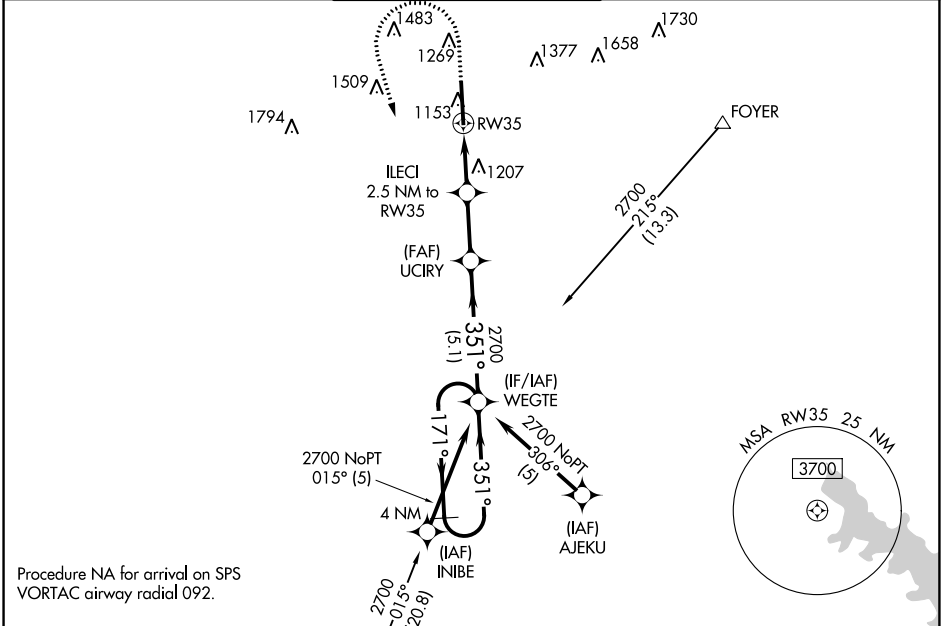 1483
1269
1730
1377
1658
1509
1153
RW35
1794
FOYER
ILECI
2.5 NM to
RW35
1207
2700
215°
(13.3)
(FAF)
UCIRY
2700
351°
(5.1)
(IF/IAF)
WEGTE
171°
351°
2700 NoPT
306°
(5)
2700 NoPT
015° (5)
4 NM
(IAF)
INIBE
(IAF)
AJEKU
MSA RW35 25 NM
3700
Procedure NA for arrival on SPS
VORTAC airway radial 092.
2700
015°
20.8)